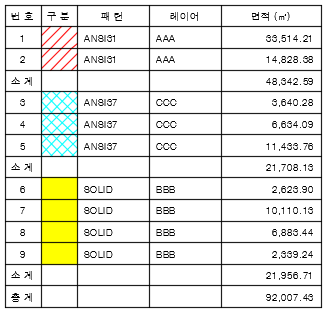 번 호 구 분 패 턴 레이어 면적 (㎡)
1 ANSI31 AAA 33,514.21
2 ANSI31 AAA 14,828.38
소 계 48,342.59
3 ANSI37 CCC 3,640.28
4 ANSI37 CCC 6,634.09
5 ANSI37 CCC 11,433.76
소 계 21,708.13
6 SOLID BBB 2,623.90
7 SOLID BBB 10,110.13
8 SOLID BBB 6,883.44
9 SOLID BBB 2,339.24
소 계 21,956.71
총 계 92,007.43